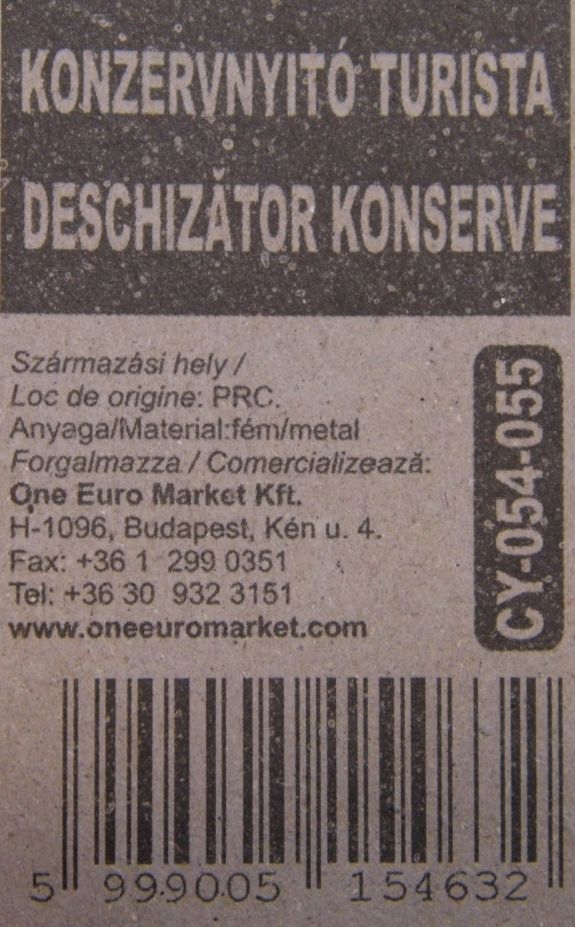 KONZERVNYITÓ TURISTA
DESCHIZĂTOR KONSERVE
Származási hely /
Loc de origine: PRC.
Anyaga/Material:fém/metal
Forgalmazza / Comercializează:
One Euro Market Kft.
H-1096, Budapest, Kén u. 4.
Fax: +36 1 299 0351
Tel: +36 30 932 3151
www.oneeuromarket.com
CY-054-055
5 999005 154632